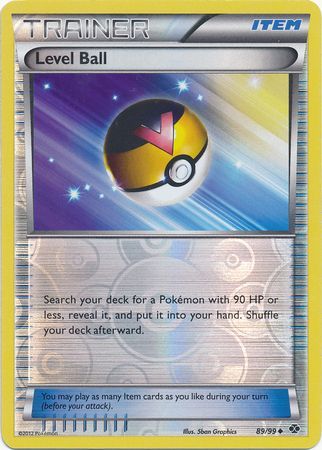 TRAINER ITEM
Level Ball
Search your deck for a Pokémon with 90 HP or
less, reveal it, and put it into your hand. Shuffle
your deck afterward.
You may play as many Item cards as you like during your turn
(before your attack).
©2012 Pokémon Illus. 5ban Graphics 89/99